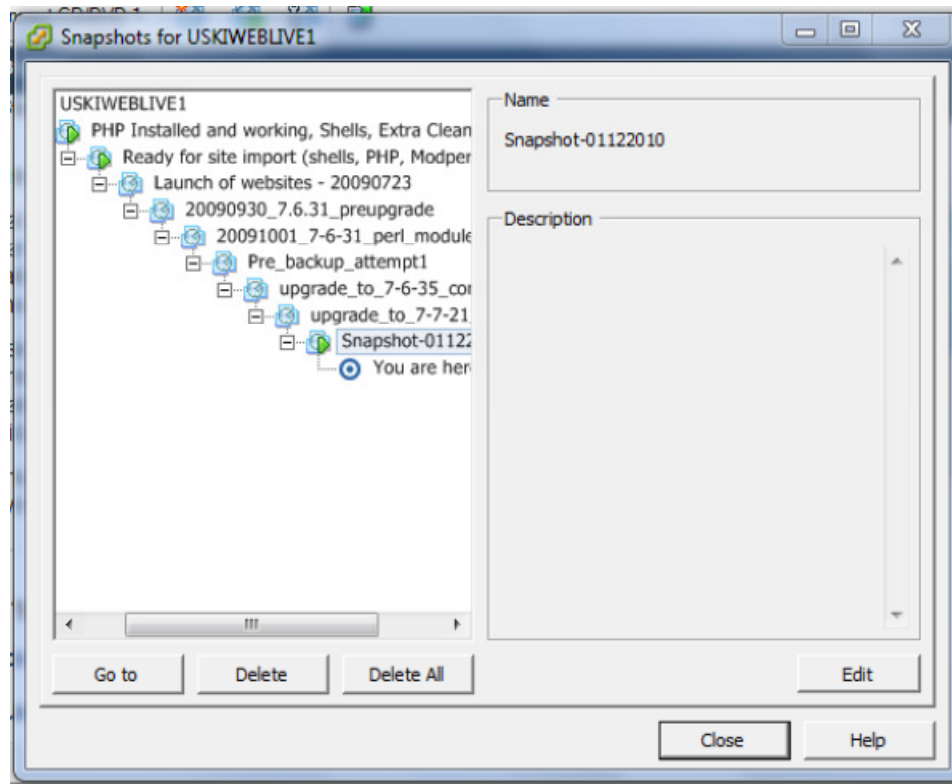 Snapshots for USKIWEBLIVE1
USKIWEBLIVE1
PHP Installed and working, Shells, Extra Clean
Ready for site import (shells, PHP, Modper
Launch of websites - 20090723
20090930_7.6.31_preupgrade
20091001_7-6-31_perl_module
Pre_backup_attempt1
upgrade_to_7-6-35_cor
upgrade_to_7-7-21_
Snapshot-01122
You are her
Name
Snapshot-01122010
Description
Go to
Delete
Delete All
Edit
Close
Help